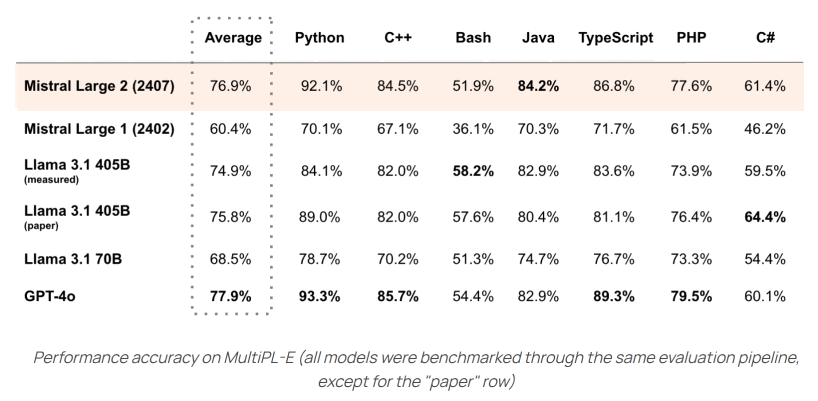 Average Python C++ Bash Java TypeScript PHP C#
Mistral Large 2 (2407) 76.9% 92.1% 84.5% 51.9% 84.2% 86.8% 77.6% 61.4%
Mistral Large 1 (2402) 60.4% 70.1% 67.1% 36.1% 70.3% 71.7% 61.5% 46.2%
Llama 3.1 405B 74.9% 84.1% 82.0% 58.2% 82.9% 83.6% 73.9% 59.5%
(measured)
Llama 3.1 405B 75.8% 89.0% 82.0% 57.6% 80.4% 81.1% 76.4% 64.4%
(paper)
Llama 3.1 70B 68.5% 78.7% 70.2% 51.3% 74.7% 76.7% 73.3% 54.4%
GPT-4o 77.9% 93.3% 85.7% 54.4% 82.9% 89.3% 79.5% 60.1%
Performance accuracy on MultiPL-E (all models were benchmarked through the same evaluation pipeline,
except for the "paper" row)